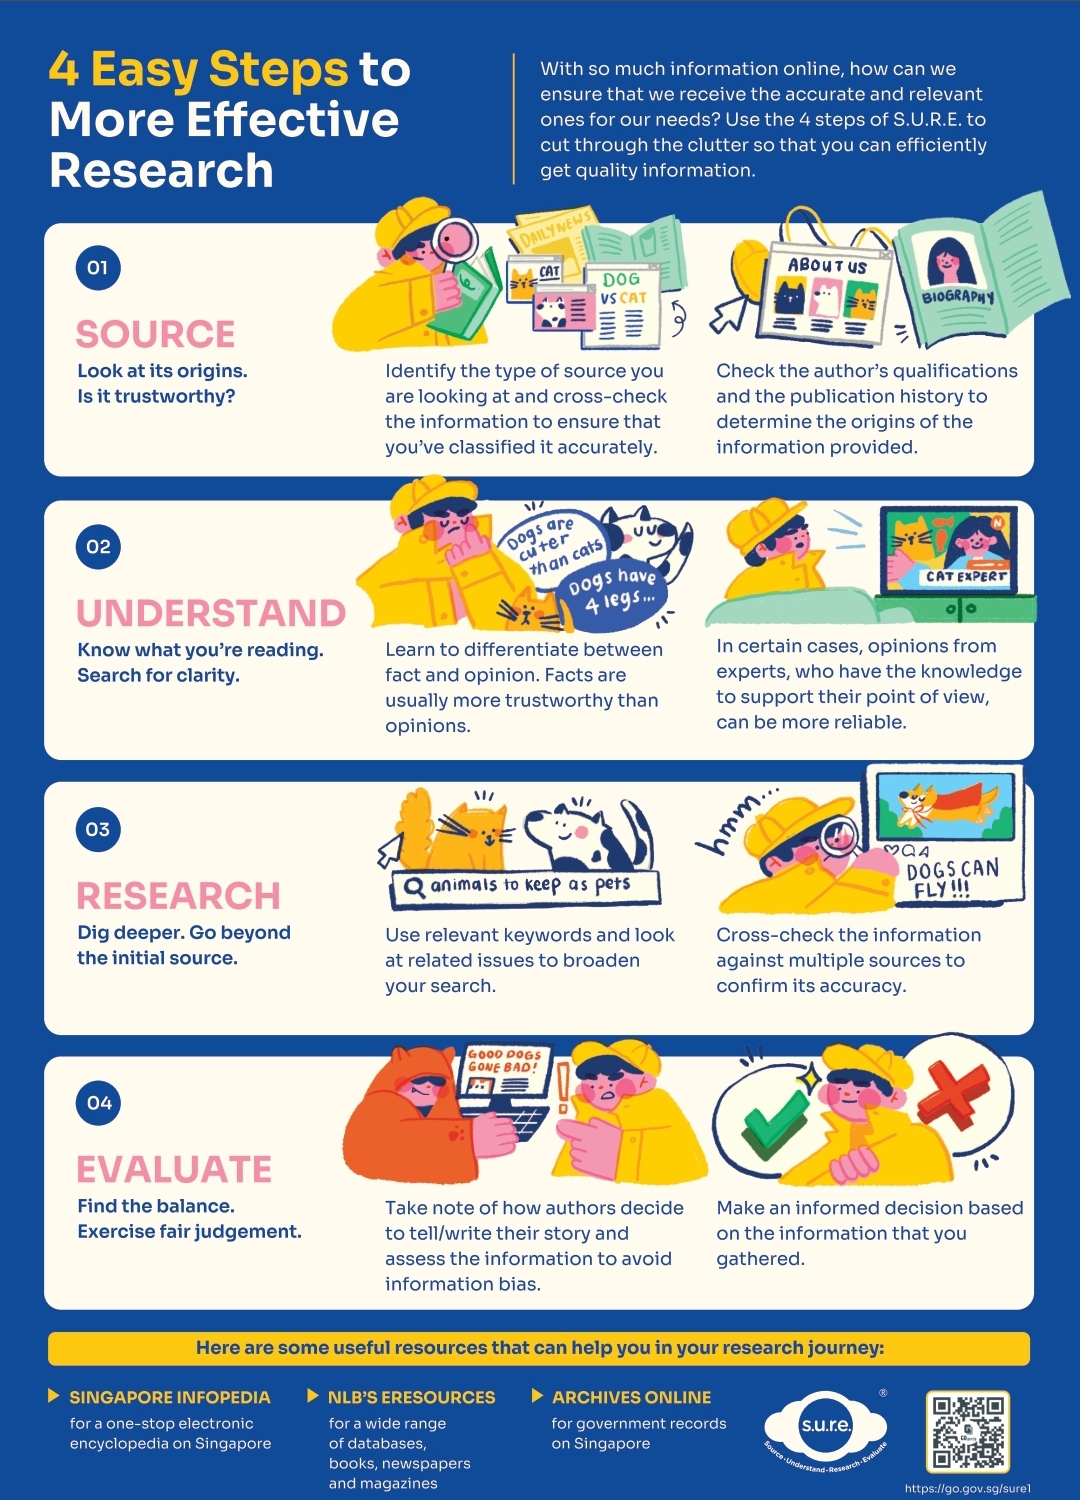 4 Easy Steps to
More Effective
Research
With so much information online, how can we
ensure that we receive the accurate and relevant
ones for our needs? Use the 4 steps of S.U.R.E. to
cut through the clutter so that you can efficiently
get quality information.
01
SOURCE
Look at its origins.
Is it trustworthy?
DAILY NEWS
CAT
DOG
VS CAT
Identify the type of source you
are looking at and cross-check
the information to ensure that
you've classified it accurately.
ABOUT US
BIOGRAPHY
Check the author's qualifications
and the publication history to
determine the origins of the
information provided.
02
UNDERSTAND
Know what you're reading.
Search for clarity.
Dogs are
cuter
than cats
Dogs have
4 legs...
Learn to differentiate between
fact and opinion. Facts are
usually more trustworthy than
opinions.
N
CAT EXPERT
In certain cases, opinions from
experts, who have the knowledge
to support their point of view,
can be more reliable.
03
RESEARCH
Dig deeper. Go beyond
the initial source.
animals to keep as pets
Use relevant keywords and look
at related issues to broaden
your search.
hmm...
DOGS CAN
FLY!!!
Cross-check the information
against multiple sources to
confirm its accuracy.
04
EVALUATE
Find the balance.
Exercise fair judgement.
GOOD DOGS
GONE BAD!
!
Take note of how authors decide
to tell/write their story and
assess the information to avoid
information bias.
Make an informed decision based
on the information that you
gathered.
Here are some useful resources that can help you in your research journey:
SINGAPORE INFOPEDIA
for a one-stop electronic
encyclopedia on Singapore
NLB'S ERESOURCES
for a wide range
of databases,
books, newspapers
and magazines
ARCHIVES ONLINE
for government records
on Singapore
®
s.u.r.e.
Source · Understand · Research · Evaluate
https://go.gov.sg/sure1